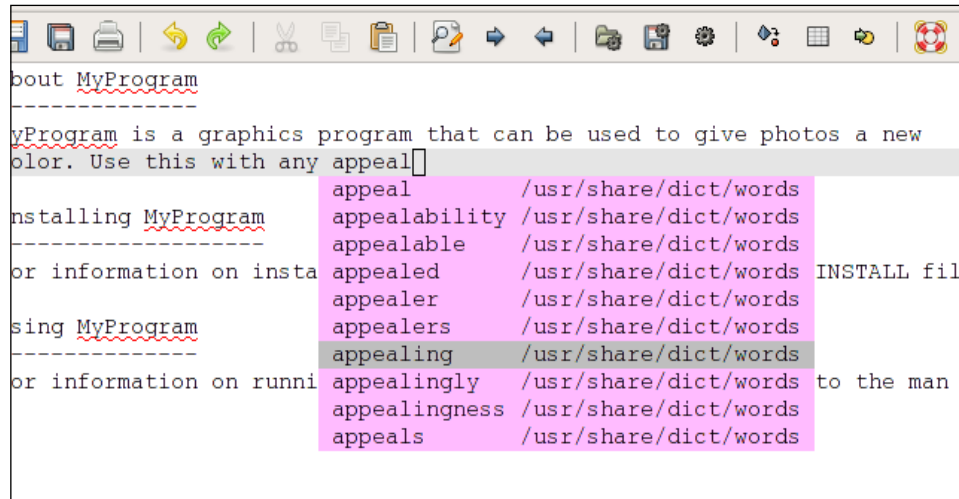 bout MyProgram
--------------
yProgram is a graphics program that can be used to give photos a new
olor. Use this with any appeal
appeal /usr/share/dict/words
nstalling MyProgram appealability /usr/share/dict/words
------------------- appealable /usr/share/dict/words
or information on insta appealed /usr/share/dict/words INSTALL fil
appealer /usr/share/dict/words
appealers /usr/share/dict/words
sing MyProgram appealing /usr/share/dict/words
--------------
or information on runni appealingly /usr/share/dict/words to the man
appealingness /usr/share/dict/words
appeals /usr/share/dict/words